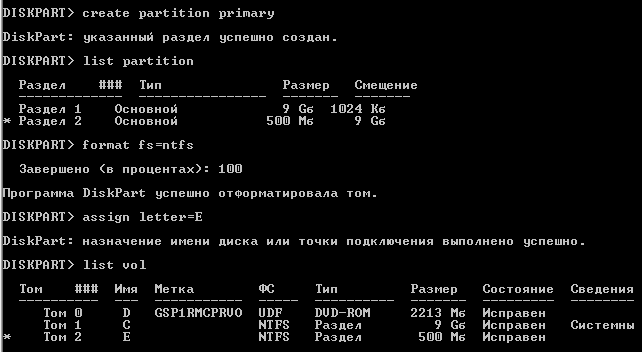 DISKPART> create partition primary
DiskPart: указанный раздел успешно создан.
DISKPART> list partition
Раздел ### Тип Размер Смещение
------------- ---------------- ------- -------
Раздел 1 Основной 9 Gб 1024 Kб
* Раздел 2 Основной 500 Mб 9 Gб
DISKPART> format fs=ntfs
Завершено (в процентах): 100
Программа DiskPart успешно отформатировала том.
DISKPART> assign letter=E
DiskPart: назначение имени диска или точки подключения выполнено успешно.
DISKPART> list vol
Том ### Имя Метка ФС Тип Размер Состояние Сведения
---------- --- ----------- ----- ---------- ------- --------- --------
Том 0 D GSP1RMCPRVO UDF DVD-ROM 2213 Mб Исправен
Том 1 C NTFS Раздел 9 Gб Исправен Системны
* Том 2 E NTFS Раздел 500 Mб Исправен